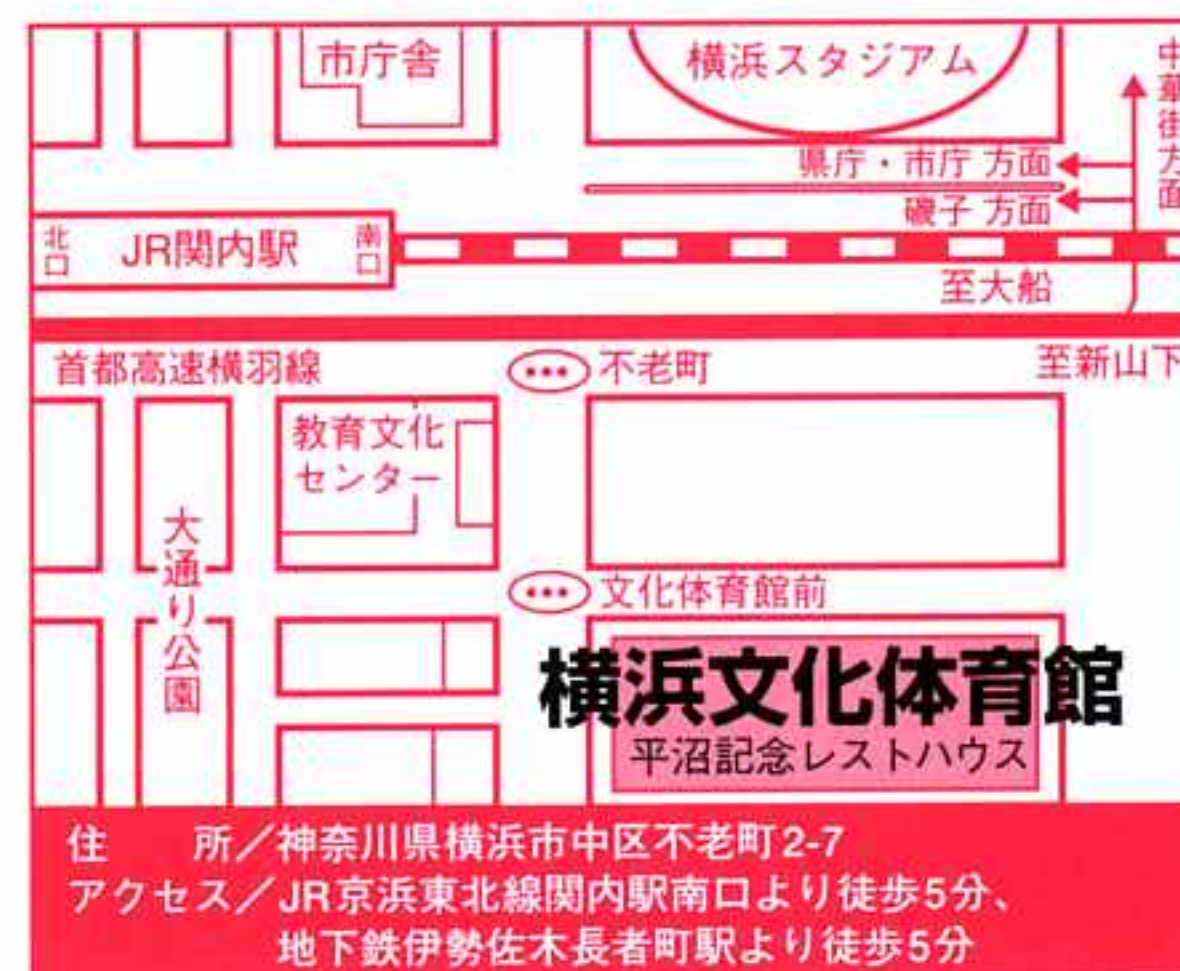 市庁舎
横浜スタジアム
中華街方面
県庁・市庁 方面
磯子 方面
北口
JR関内駅
南口
至大船
首都高速横羽線
不老町
至新山下
教育文化
センター
大通り公園
文化体育館前
横浜文化体育館
平沼記念レストハウス
住　　所／神奈川県横浜市中区不老町2-7
アクセス／JR京浜東北線関内駅南口より徒歩5分、
地下鉄伊勢佐木長者町駅より徒歩5分